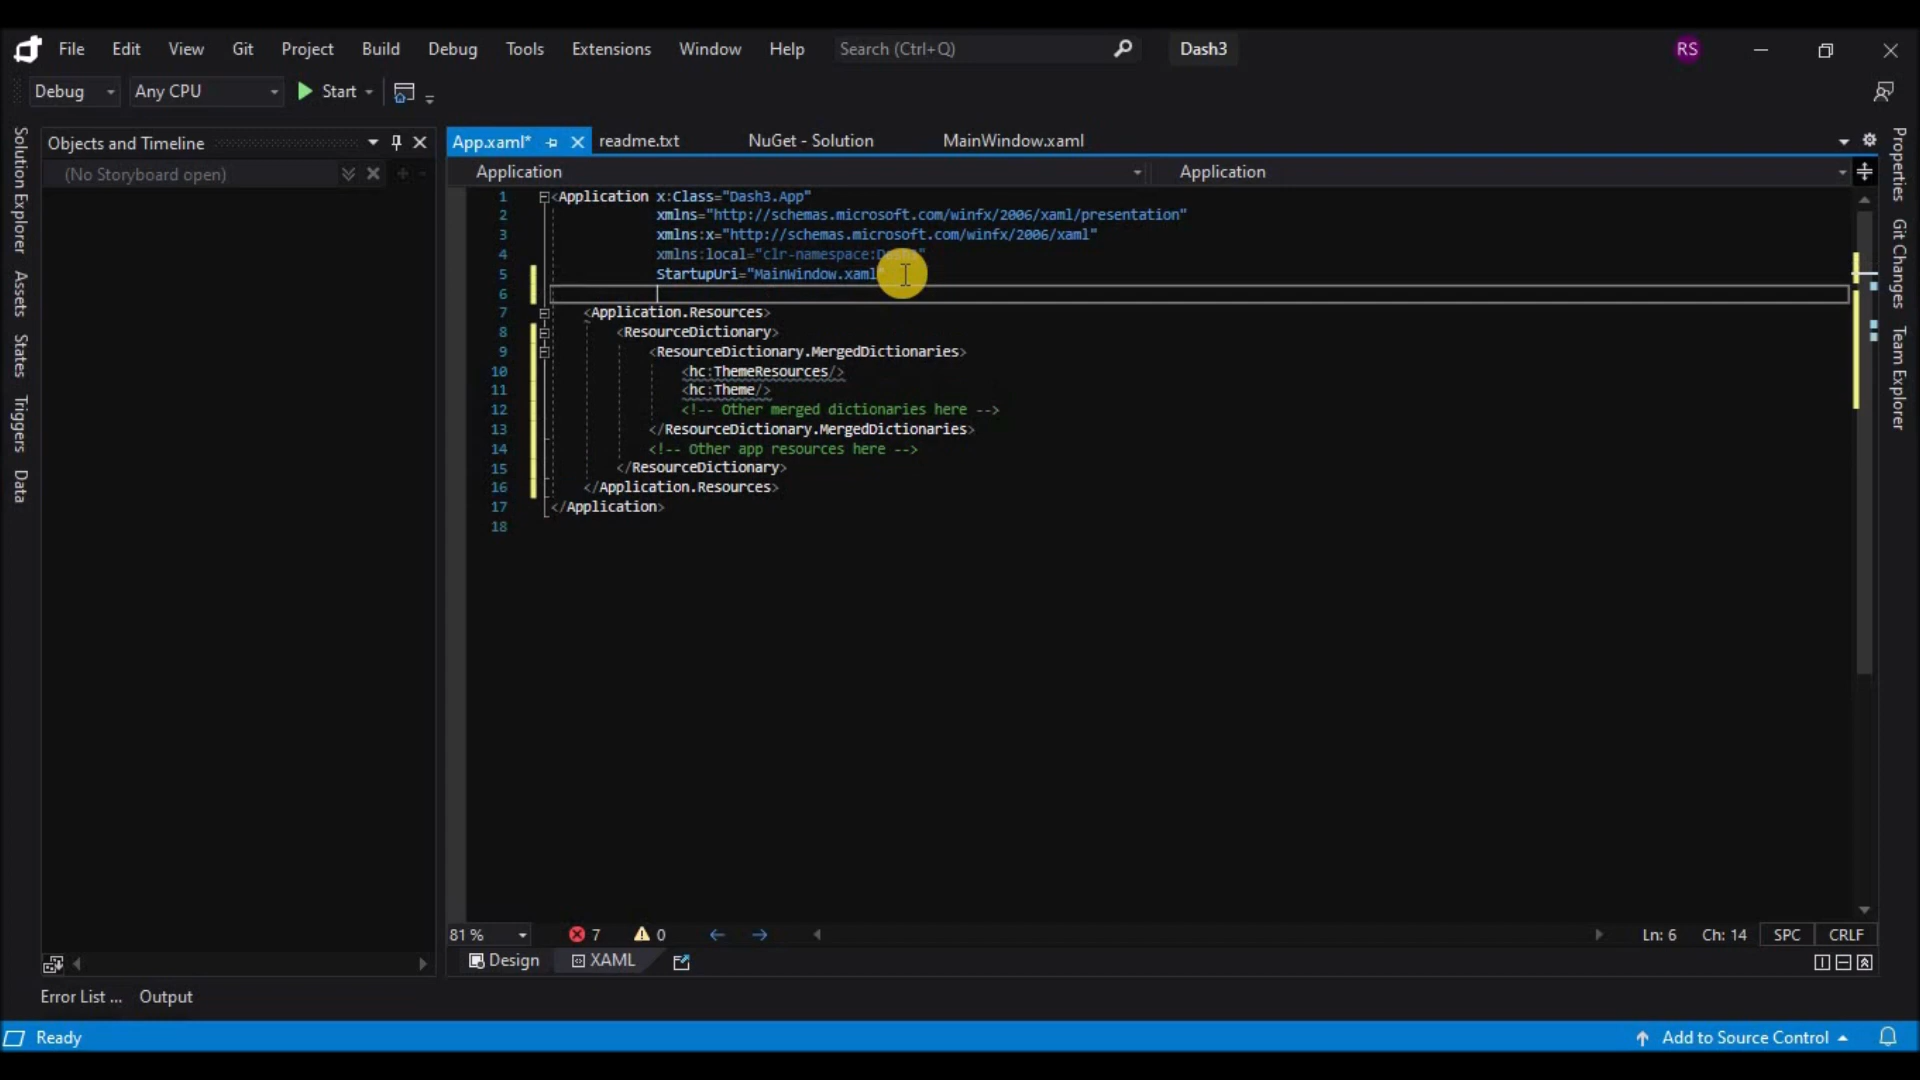 File Edit View Git Project Build Debug Tools Extensions Window Help Search (Ctrl+Q) Dash3 RS
Debug Any CPU Start
Solution Explorer
Assets
States
Triggers
Data
Objects and Timeline
(No Storyboard open)
App.xaml* readme.txt NuGet - Solution MainWindow.xaml
Application Application
1 <Application x:Class="Dash3.App"
2 xmlns="http://schemas.microsoft.com/winfx/2006/xaml/presentation"
3 xmlns:x="http://schemas.microsoft.com/winfx/2006/xaml"
4 xmlns:local="clr-namespace:Dash3"
5 StartupUri="MainWindow.xaml"
6
7 <Application.Resources>
8 <ResourceDictionary>
9 <ResourceDictionary.MergedDictionaries>
10 <hc:ThemeResources/>
11 <hc:Theme/>
12 <!-- Other merged dictionaries here -->
13 </ResourceDictionary.MergedDictionaries>
14 <!-- Other app resources here -->
15 </ResourceDictionary>
16 </Application.Resources>
17 </Application>
18
Properties
Git Changes
Team Explorer
81 % 7 0 Ln: 6 Ch: 14 SPC CRLF
Design XAML
Error List ... Output
Ready Add to Source Control